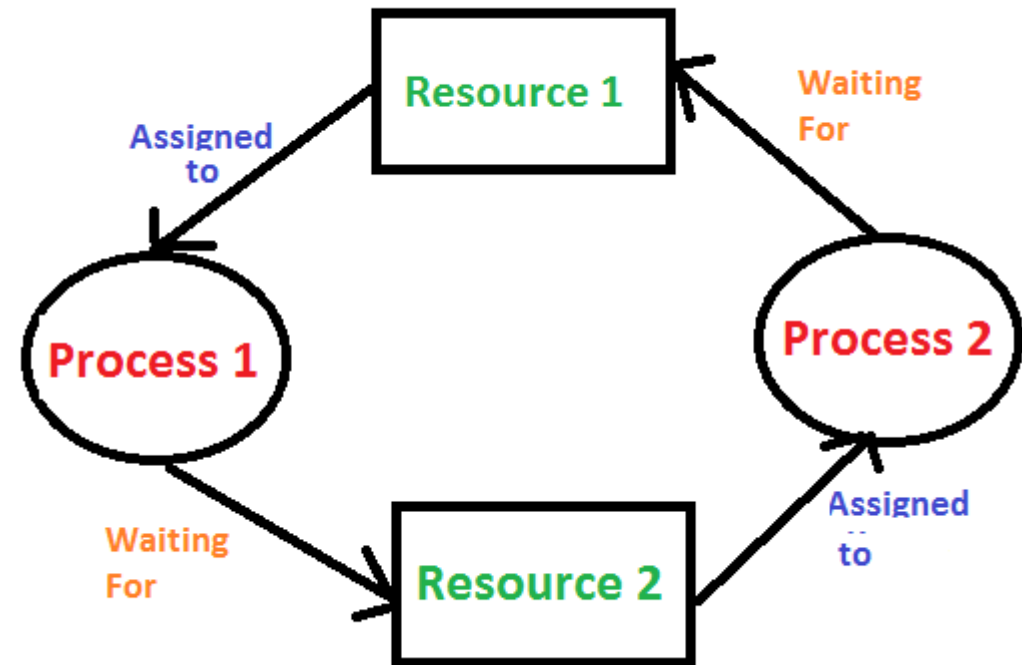 Resource 1
Waiting
For
Assigned
to
Process 1
Process 2
Waiting
For
Resource 2
Assigned
to